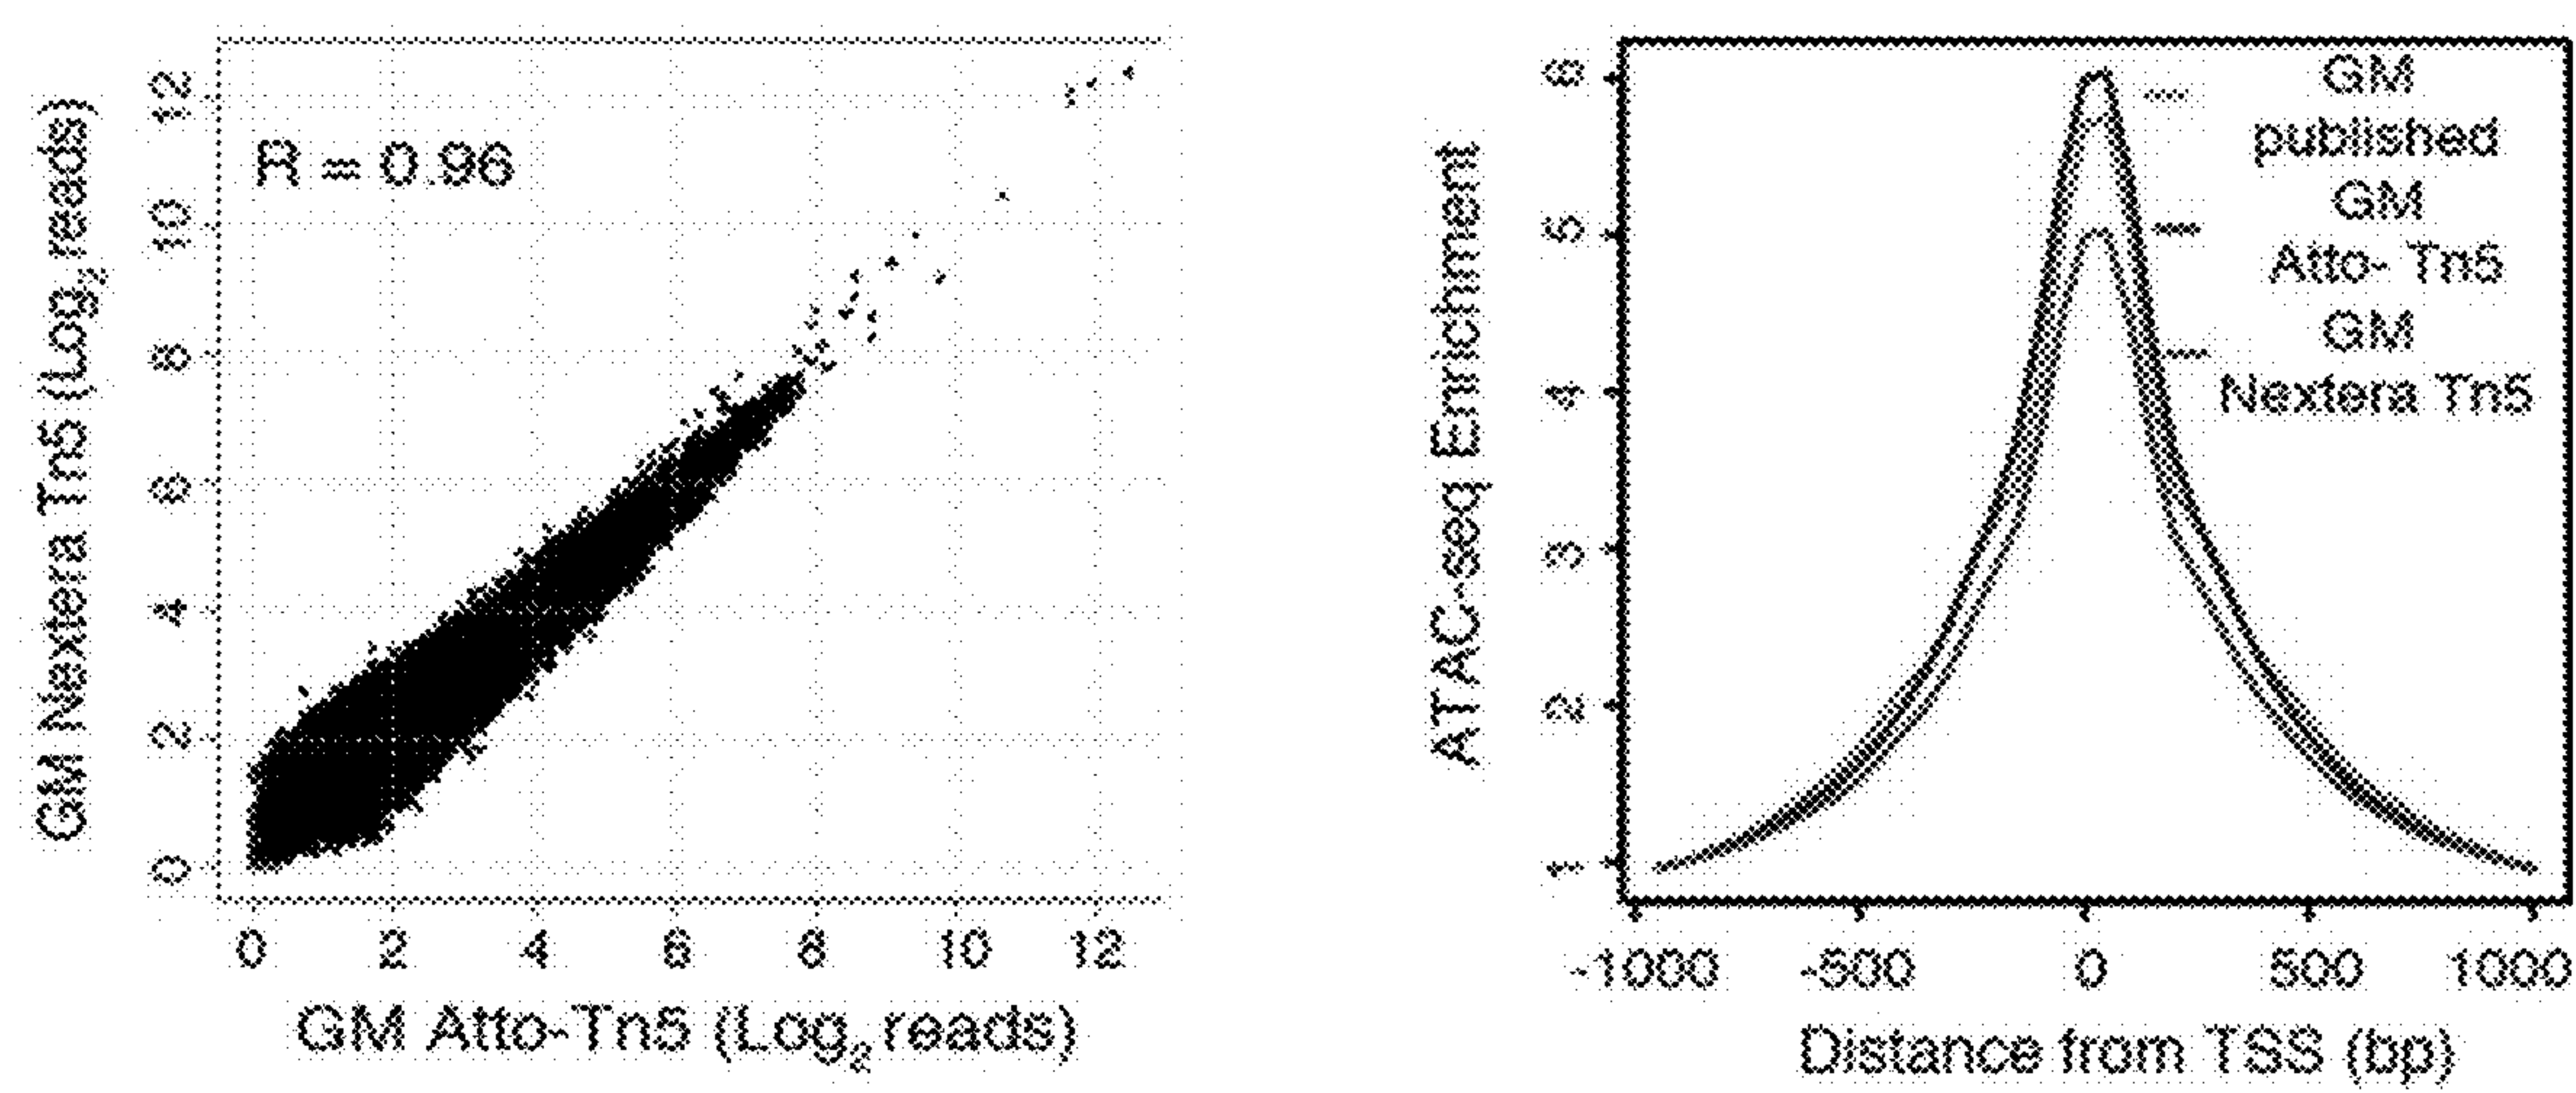 GM Nextera Tn5 (Log2 reads)
12
10
8
6
4
2
0
R = 0.96
0 2 4 6 8 10 12
GM Atto-Tn5 (Log2 reads)
ATAC-seq Enrichment
6
5
4
3
2
1
GM
published
GM
Atto- Tn5
GM
Nextera Tn5
-1000 -500 0 500 1000
Distance from TSS (bp)